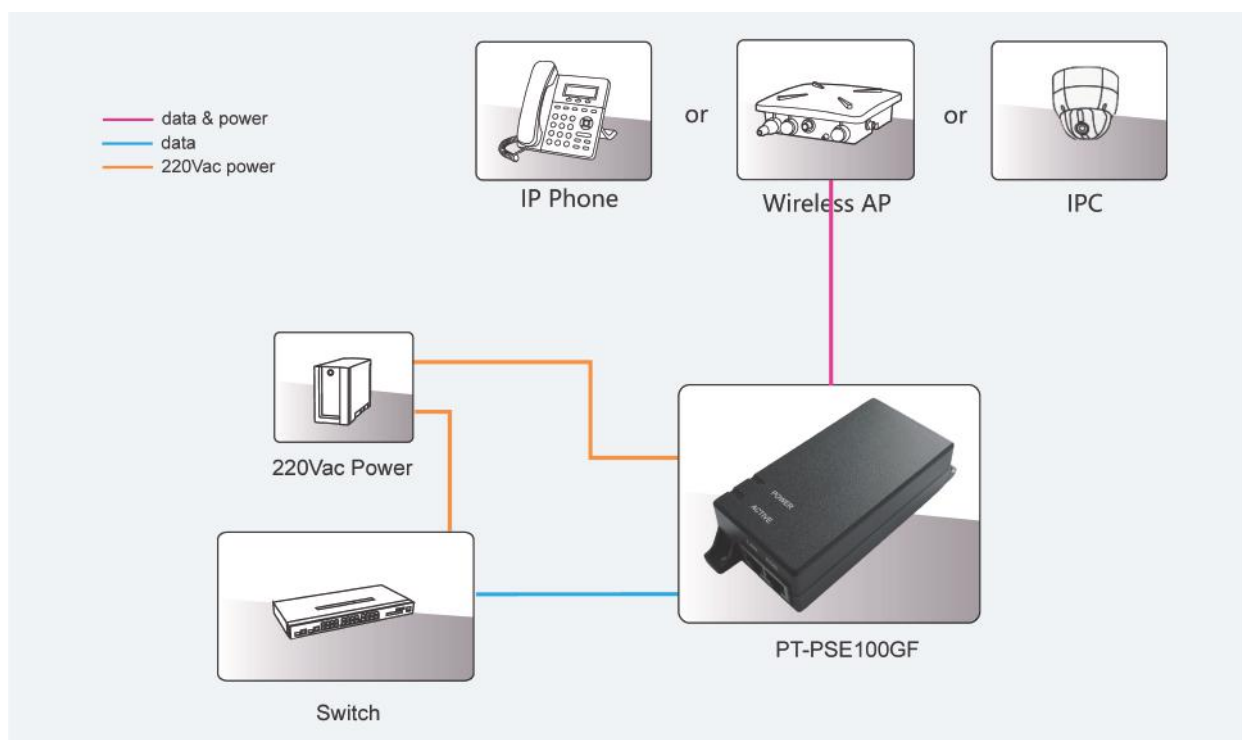 or
or
IP Phone
Wireless AP
IPC
data & power
data
220Vac power
220Vac Power
POWER
ACTIVE
PT-PSE100GF
Switch